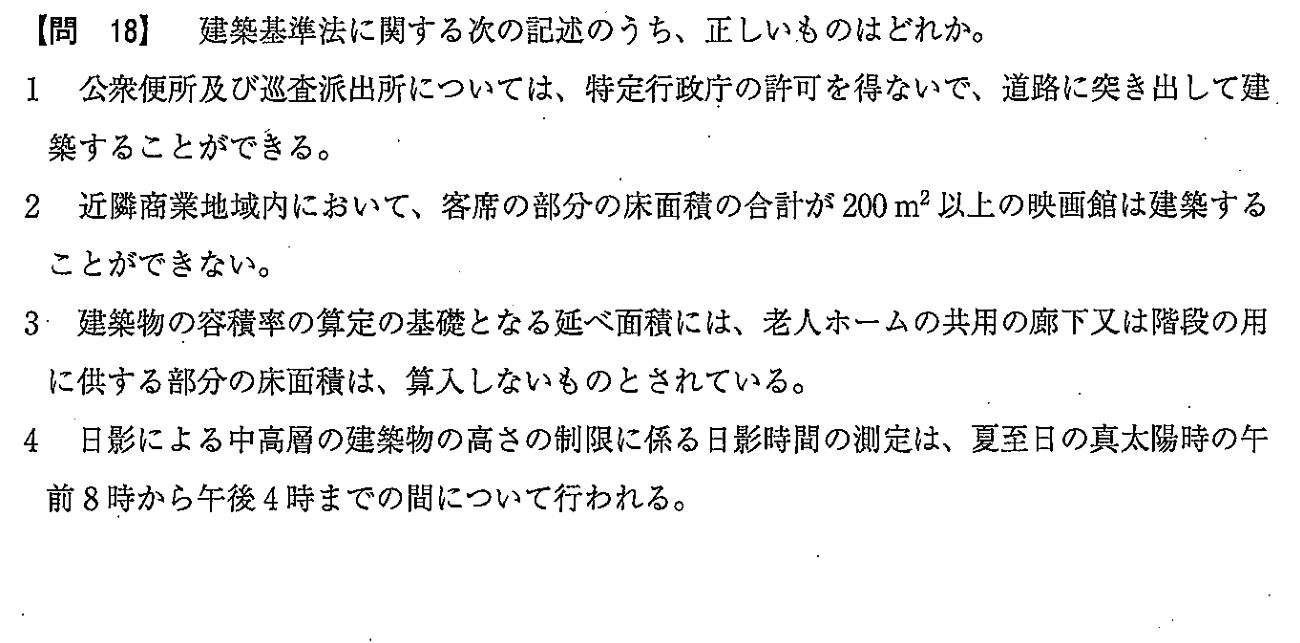 【問　18】　建築基準法に関する次の記述のうち、正しいものはどれか。
1　公衆便所及び巡査派出所については、特定行政庁の許可を得ないで、道路に突き出して建
築することができる。
2　近隣商業地域内において、客席の部分の床面積の合計が200 m²以上の映画館は建築する
ことができない。
3　建築物の容積率の算定の基礎となる延べ面積には、老人ホームの共用の廊下又は階段の用
に供する部分の床面積は、算入しないものとされている。
4　日影による中高層の建築物の高さの制限に係る日影時間の測定は、夏至日の真太陽時の午
前8時から午後4時までの間について行われる。